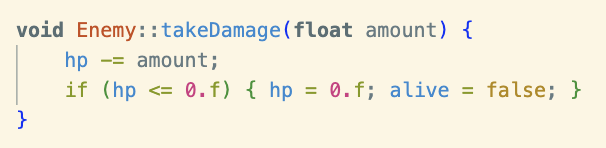 void Enemy::takeDamage(float amount) {
    hp -= amount;
    if (hp <= 0.f) { hp = 0.f; alive = false; }
}